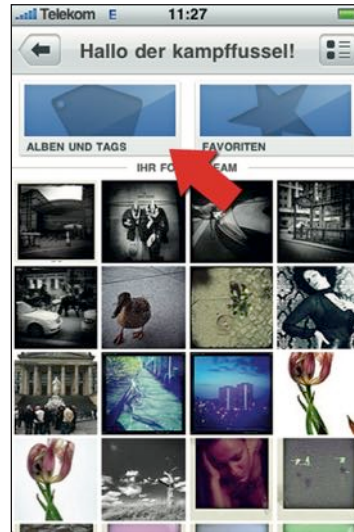 Telekom E 11:27
Hallo der kampffussel!
ALBEN UND TAGS FAVORITEN
IHR FO EAM